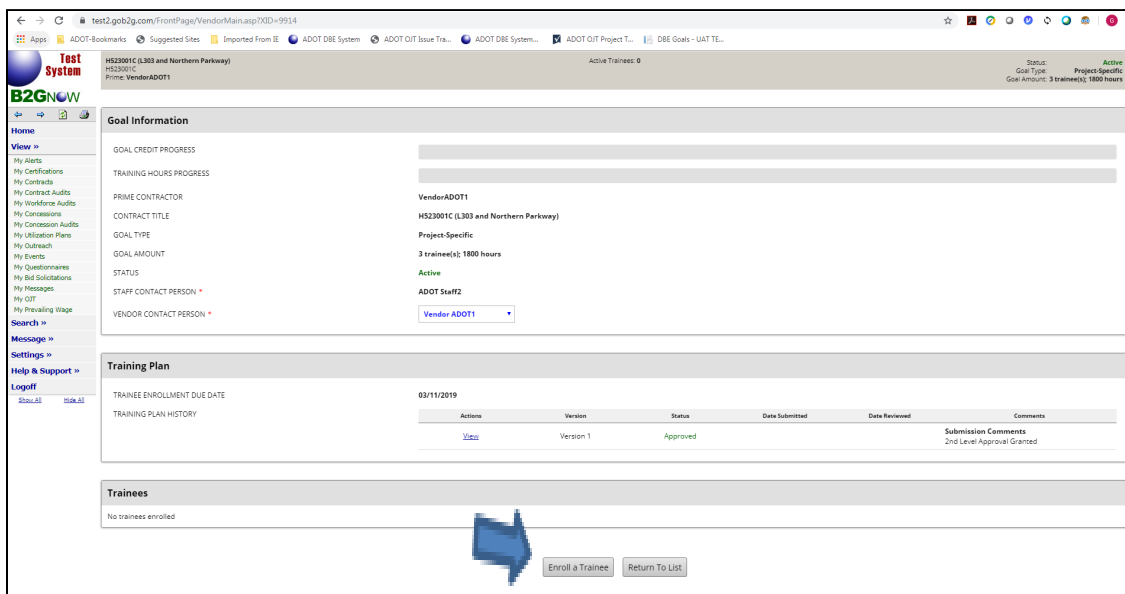 test2.gob2g.com/FrontPage/VendorMain.asp?XID=9914
G
Apps ADOT-Bookmarks Suggested Sites Imported From IE ADOT DBE System ADOT OJT Issue Tra... ADOT DBE System... ADOT OJT Project T... DBE Goals - UAT TE...
Test System
B2GNOW
H523001C (L303 and Northern Parkway)
H523001C
Prime: VendorADOT1
Active Trainees: 0
Status: Active
Goal Type: Project-Specific
Goal Amount: 3 trainee(s); 1800 hours
Home
View »
My Alerts
My Certifications
My Contracts
My Contract Audits
My Workforce Audits
My Concessions
My Concession Audits
My Utilization Plans
My Outreach
My Events
My Questionnaires
My Bid Solicitations
My Messages
My OJT
My Prevailing Wage
Search »
Message »
Settings »
Help & Support »
Logoff
Show All Hide All
Goal Information
GOAL CREDIT PROGRESS
TRAINING HOURS PROGRESS
PRIME CONTRACTOR VendorADOT1
CONTRACT TITLE H523001C (L303 and Northern Parkway)
GOAL TYPE Project-Specific
GOAL AMOUNT 3 trainee(s); 1800 hours
STATUS Active
STAFF CONTACT PERSON * ADOT Staff2
VENDOR CONTACT PERSON * Vendor ADOT1
Training Plan
TRAINEE ENROLLMENT DUE DATE 03/11/2019
TRAINING PLAN HISTORY
Actions Version Status Date Submitted Date Reviewed Comments
View Version 1 Approved Submission Comments
2nd Level Approval Granted
Trainees
No trainees enrolled
Enroll a Trainee Return To List